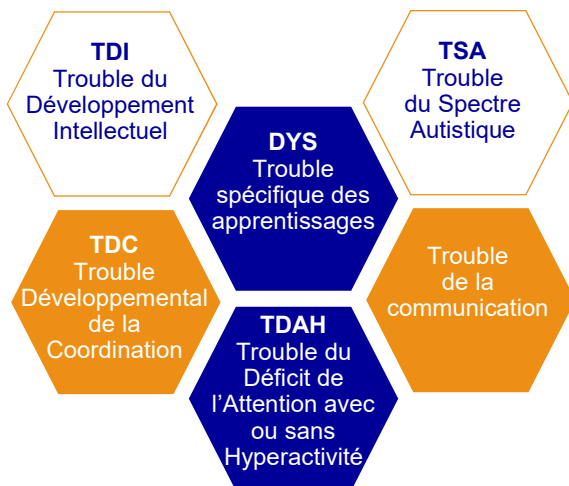 TDI
Trouble du
Développement
Intellectuel
TSA
Trouble
du Spectre
Autistique
DYS
Trouble
spécifique des
apprentissages
TDC
Trouble
Développemental
de la
Coordination
Trouble
de la
communication
TDAH
Trouble du
Déficit de
l’Attention avec
ou sans
Hyperactivité